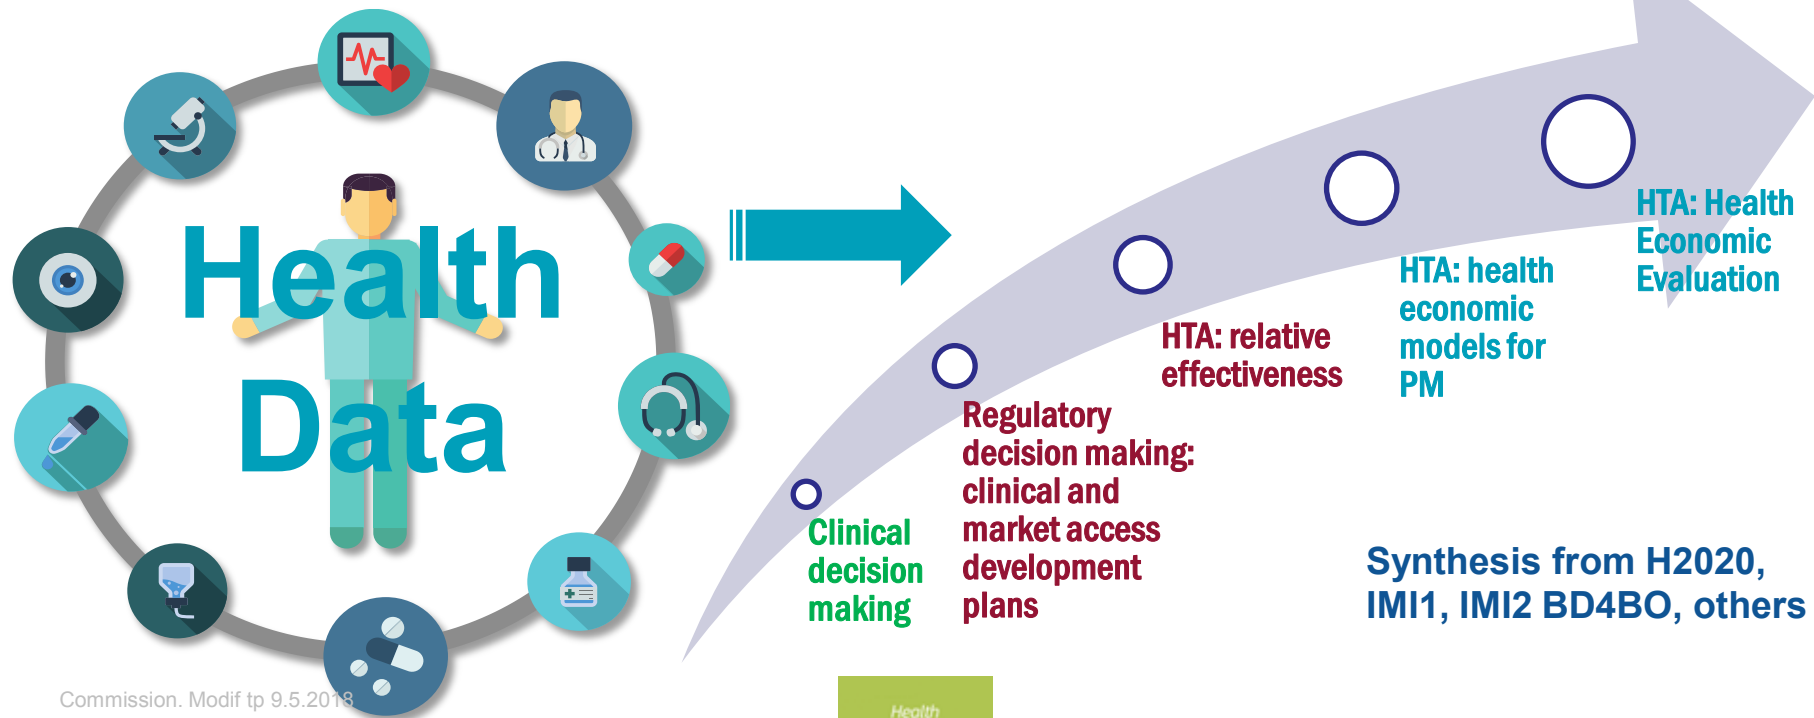 Health
Data
Clinical
decision
making
Regulatory
decision making:
clinical and
market access
development
plans
HTA: relative
effectiveness
HTA: health
economic
models for
PM
HTA: Health
Economic
Evaluation
Synthesis from H2020,
IMI1, IMI2 BD4BO, others
Commission. Modif tp 9.5.2018
Health